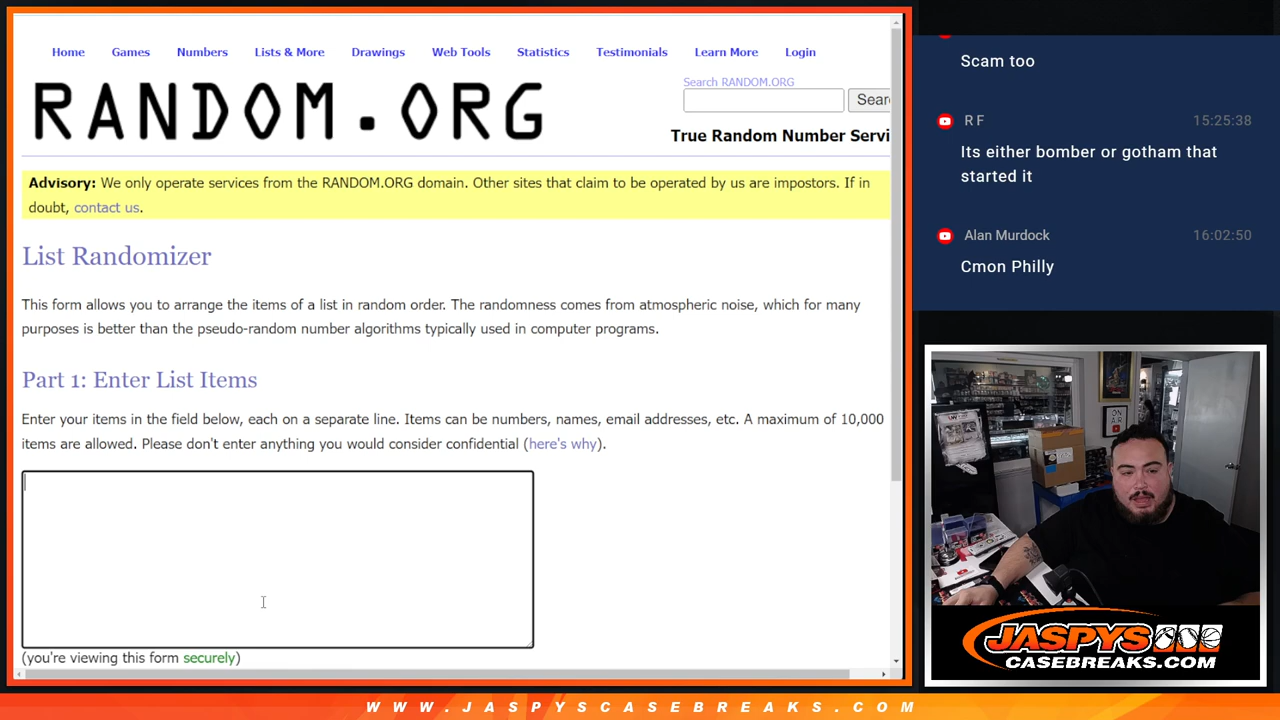 Home Games Numbers Lists & More Drawings Web Tools Statistics Testimonials Learn More Login
RANDOM.ORG
Search RANDOM.ORG
Sear
True Random Number Servi
Advisory: We only operate services from the RANDOM.ORG domain. Other sites that claim to be operated by us are impostors. If in
doubt, contact us.
List Randomizer
This form allows you to arrange the items of a list in random order. The randomness comes from atmospheric noise, which for many
purposes is better than the pseudo-random number algorithms typically used in computer programs.
Part 1: Enter List Items
Enter your items in the field below, each on a separate line. Items can be numbers, names, email addresses, etc. A maximum of 10,000
items are allowed. Please don't enter anything you would consider confidential (here's why).
(you're viewing this form securely)
Scam too
R F 15:25:38
Its either bomber or gotham that
started it
Alan Murdock 16:02:50
Cmon Philly
ON
AIR
JASPYS
CASEBREAKS.COM
WWW.JASPYSCASEBREAKS.COM